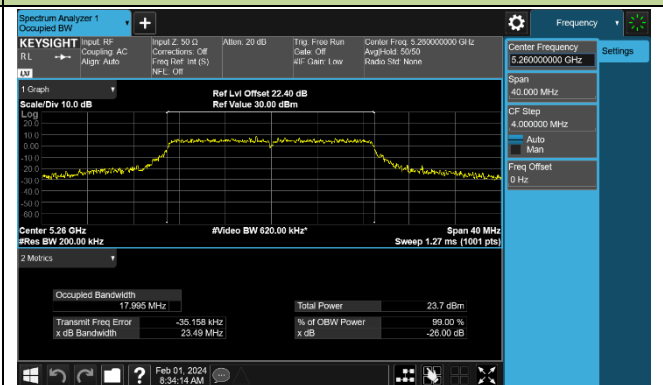 Spectrum Analyzer 1
Occupied BW
+
Frequency
KEYSIGHT
RL
LXI
Input: RF
Coupling: AC
Align: Auto
Input Z: 50 Ω
Corrections: Off
Freq Ref: Int (S)
NFE: Off
Atten: 20 dB
Trig: Free Run
Gate: Off
#IF Gain: Low
Center Freq: 5.260000000 GHz
Avg|Hold: 50/50
Radio Std: None
Center Frequency
5.260000000 GHz
Settings
Span
40.000 MHz
CF Step
4.000000 MHz
Auto
Man
Freq Offset
0 Hz
1 Graph
Scale/Div 10.0 dB
Ref Lvl Offset 22.40 dB
Ref Value 30.00 dBm
Log
20.0
10.0
0.00
-10.0
-20.0
-30.0
-40.0
-50.0
-60.0
Center 5.26 GHz
#Res BW 200.00 kHz
#Video BW 620.00 kHz*
Span 40 MHz
Sweep 1.27 ms (1001 pts)
2 Metrics
Occupied Bandwidth
17.995 MHz
Total Power 23.7 dBm
Transmit Freq Error -35.158 kHz
% of OBW Power 99.00 %
x dB Bandwidth 23.49 MHz
x dB -26.00 dB
?
Feb 01, 2024
8:34:14 AM